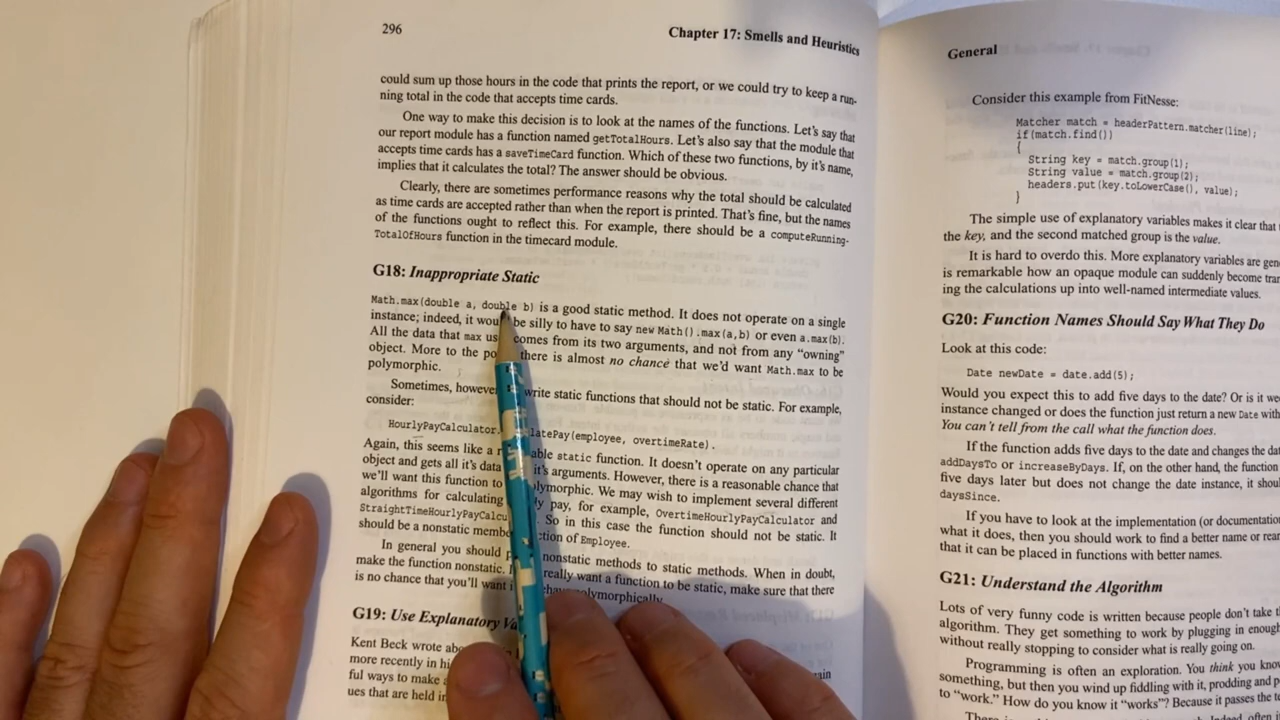 296
Chapter 17: Smells and Heuristics
could sum up those hours in the code that prints the report, or we could try to keep a run-
ning total in the code that accepts time cards.
One way to make this decision is to look at the names of the functions. Let's say that
our report module has a function named getTotalHours. Let's also say that the module that
accepts time cards has a saveTimeCard function. Which of these two functions, by it's name,
implies that it calculates the total? The answer should be obvious.
Clearly, there are sometimes performance reasons why the total should be calculated
as time cards are accepted rather than when the report is printed. That's fine, but the names
of the functions ought to reflect this. For example, there should be a computeRunning-
TotalOfHours function in the timecard module.
G18: Inappropriate Static
Math.max(double a, double b) is a good static method. It does not operate on a single
instance; indeed, it would be silly to have to say new Math().max(a,b) or even a.max(b).
All the data that max us comes from its two arguments, and not from any "owning"
object. More to the po there is almost no chance that we'd want Math.max to be
polymorphic.
Sometimes, however write static functions that should not be static. For example,
consider:
HourlyPayCalculator. latePay(employee, overtimeRate).
Again, this seems like a r able static function. It doesn't operate on any particular
object and gets all it's data it's arguments. However, there is a reasonable chance that
we'll want this function to lymorphic. We may wish to implement several different
algorithms for calculating ly pay, for example, OvertimeHourlyPayCalculator and
StraightTimeHourlyPayCalcu . So in this case the function should not be static. It
should be a nonstatic membe ction of Employee.
In general you should p nonstatic methods to static methods. When in doubt,
make the function nonstatic. I really want a function to be static, make sure that there
is no chance that you'll want i behave polymorphically.
G19: Use Explanatory Va
Kent Beck wrote abo
more recently in hi
ful ways to make a ain
ues that are held in
General
Consider this example from FitNesse:
Matcher match = headerPattern.matcher(line);
if(match.find())
{
String key = match.group(1);
String value = match.group(2);
headers.put(key.toLowerCase(), value);
}
The simple use of explanatory variables makes it clear that
the key, and the second matched group is the value.
It is hard to overdo this. More explanatory variables are gen
is remarkable how an opaque module can suddenly become tran
ing the calculations up into well-named intermediate values.
G20: Function Names Should Say What They Do
Look at this code:
Date newDate = date.add(5);
Would you expect this to add five days to the date? Or is it we
instance changed or does the function just return a new Date with
You can't tell from the call what the function does.
If the function adds five days to the date and changes the dat
addDaysTo or increaseByDays. If, on the other hand, the function
five days later but does not change the date instance, it shou
daysSince.
If you have to look at the implementation (or documentatio
what it does, then you should work to find a better name or rear
that it can be placed in functions with better names.
G21: Understand the Algorithm
Lots of very funny code is written because people don't take t
algorithm. They get something to work by plugging in enough
without really stopping to consider what is really going on.
Programming is often an exploration. You think you know
something, but then you wind up fiddling with it, prodding and p
to "work." How do you know it "works"? Because it passes the te